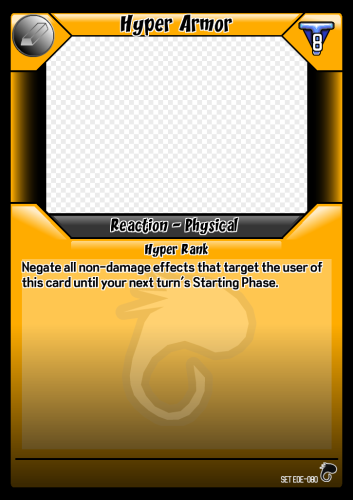 Hyper Armor
8
Reaction - Physical
Hyper Rank
Negate all non-damage effects that target the user of
this card until your next turn's Starting Phase.
SET EDE-080